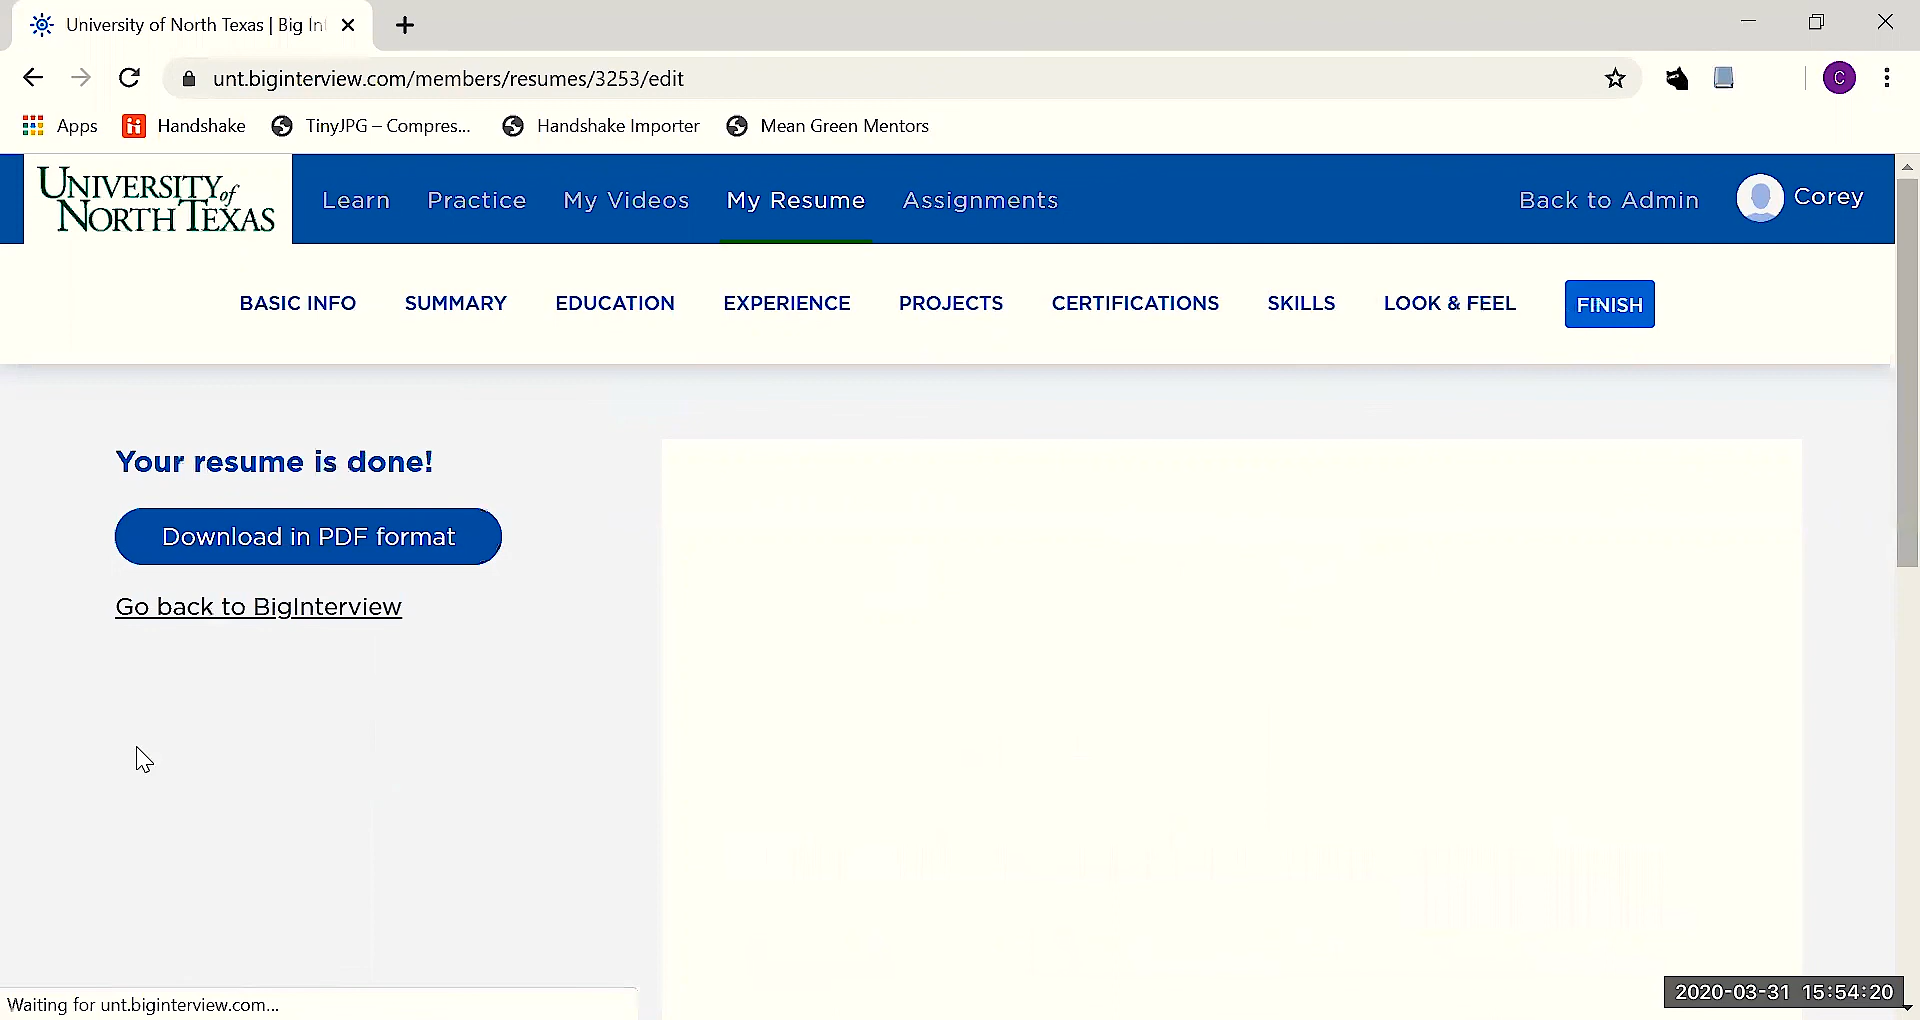 University of North Texas | Big In
unt.biginterview.com/members/resumes/3253/edit
C
Apps
Handshake
TinyJPG – Compres...
Handshake Importer
Mean Green Mentors
UNIVERSITY of
NORTH TEXAS
Learn
Practice
My Videos
My Resume
Assignments
Back to Admin
Corey
BASIC INFO
SUMMARY
EDUCATION
EXPERIENCE
PROJECTS
CERTIFICATIONS
SKILLS
LOOK & FEEL
FINISH
Your resume is done!
Download in PDF format
Go back to BigInterview
Waiting for unt.biginterview.com...
2020-03-31 15:54:20